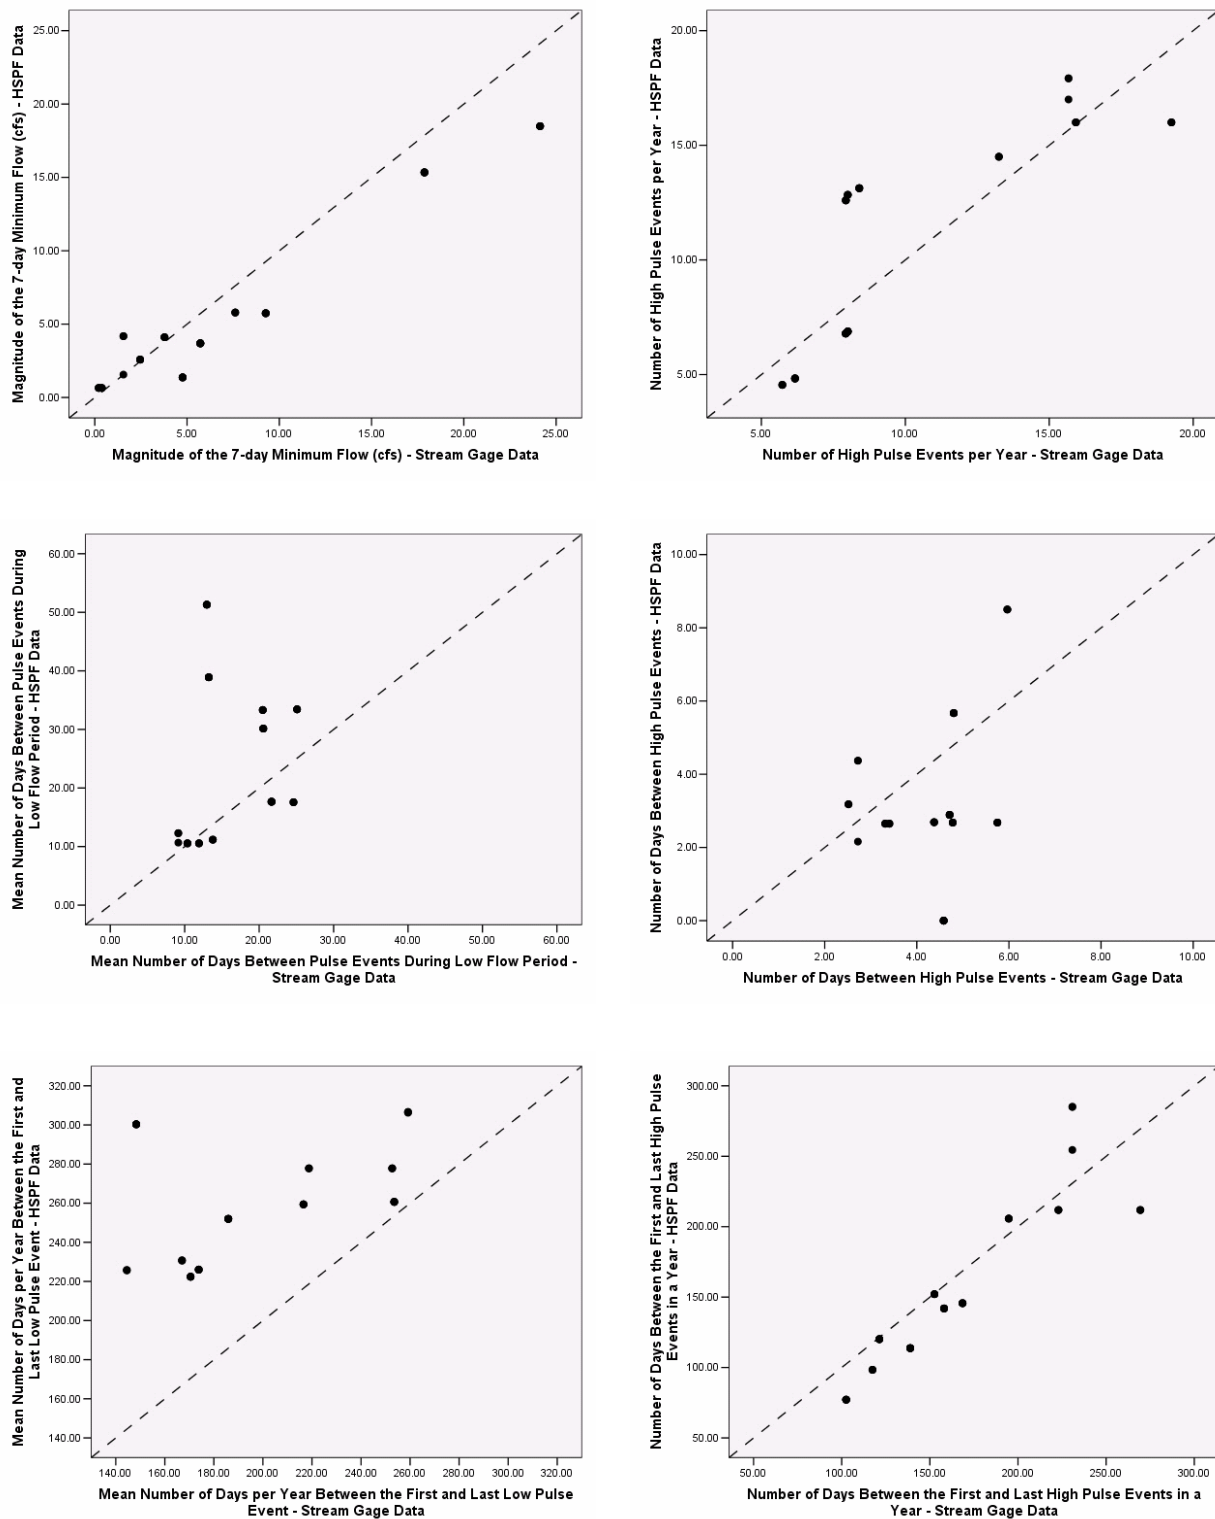 Magnitude of the 7-day Minimum Flow (cfs) - HSPF Data
25.00
20.00
15.00
10.00
5.00
0.00
0.00 5.00 10.00 15.00 20.00 25.00
Magnitude of the 7-day Minimum Flow (cfs) - Stream Gage Data
Number of High Pulse Events per Year - HSPF Data
20.00
15.00
10.00
5.00
5.00 10.00 15.00 20.00
Number of High Pulse Events per Year - Stream Gage Data
Mean Number of Days Between Pulse Events During
Low Flow Period - HSPF Data
60.00
50.00
40.00
30.00
20.00
10.00
0.00
0.00 10.00 20.00 30.00 40.00 50.00 60.00
Mean Number of Days Between Pulse Events During Low Flow Period -
Stream Gage Data
Number of Days Between High Pulse Events - HSPF Data
10.00
8.00
6.00
4.00
2.00
0.00
0.00 2.00 4.00 6.00 8.00 10.00
Number of Days Between High Pulse Events - Stream Gage Data
Mean Number of Days per Year Between the First and
Last Low Pulse Event - HSPF Data
320.00
300.00
280.00
260.00
240.00
220.00
200.00
180.00
160.00
140.00
140.00 160.00 180.00 200.00 220.00 240.00 260.00 280.00 300.00 320.00
Mean Number of Days per Year Between the First and Last Low Pulse
Event - Stream Gage Data
Number of Days Between the First and Last High Pulse
Events in a Year - HSPF Data
300.00
250.00
200.00
150.00
100.00
50.00
50.00 100.00 150.00 200.00 250.00 300.00
Number of Days Between the First and Last High Pulse Events in a
Year - Stream Gage Data